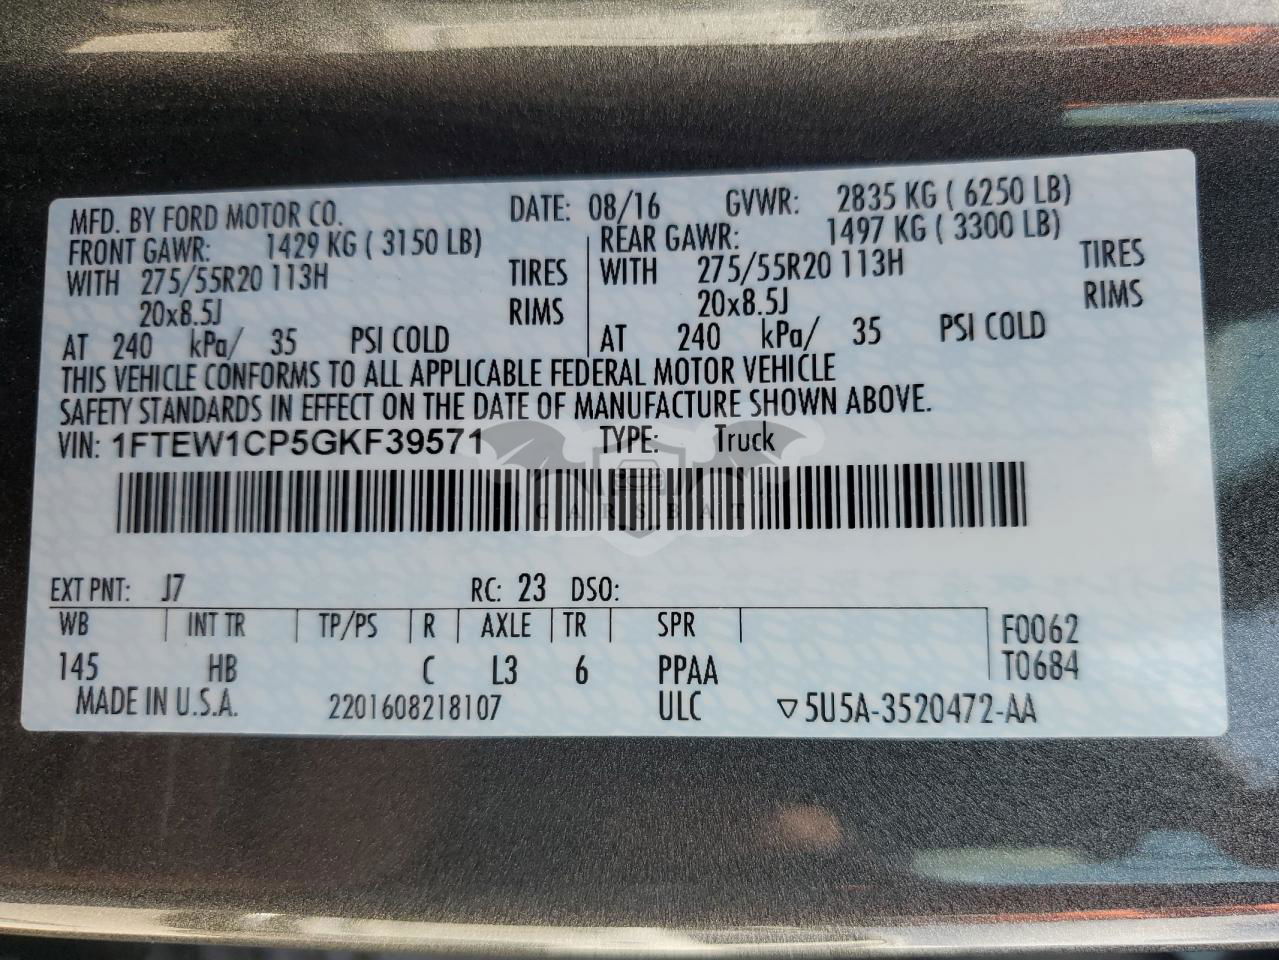 MFD. BY FORD MOTOR CO. DATE: 08/16 GVWR: 2835 KG ( 6250 LB)
FRONT GAWR: 1429 KG ( 3150 LB) REAR GAWR: 1497 KG ( 3300 LB)
WITH 275/55R20 113H TIRES WITH 275/55R20 113H TIRES
20x8.5J RIMS 20x8.5J RIMS
AT 240 kPa/ 35 PSI COLD AT 240 kPa/ 35 PSI COLD
THIS VEHICLE CONFORMS TO ALL APPLICABLE FEDERAL MOTOR VEHICLE
SAFETY STANDARDS IN EFFECT ON THE DATE OF MANUFACTURE SHOWN ABOVE.
VIN: 1FTEW1CP5GKF39571 TYPE: Truck
CARSBAT
EXT PNT: J7 RC: 23 DSO:
WB INT TR TP/PS R AXLE TR SPR F0062
145 HB C L3 6 PPAA T0684
MADE IN U.S.A. 2201608218107 ULC ▽5U5A-3520472-AA